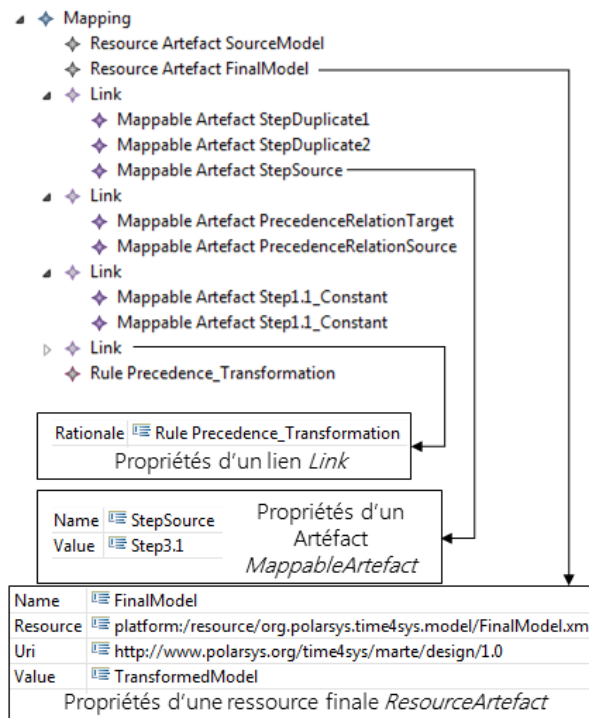 Mapping
Resource Artefact SourceModel
Resource Artefact FinalModel
Link
Mappable Artefact StepDuplicate1
Mappable Artefact StepDuplicate2
Mappable Artefact StepSource
Link
Mappable Artefact PrecedenceRelationTarget
Mappable Artefact PrecedenceRelationSource
Link
Mappable Artefact Step1.1_Constant
Mappable Artefact Step1.1_Constant
Link
Rule Precedence_Transformation
Rationale Rule Precedence_Transformation
Propriétés d'un lien Link
Name StepSource
Value Step3.1
Propriétés d'un
Artéfact
MappableArtefact
Name FinalModel
Resource platform:/resource/org.polarsys.time4sys.model/FinalModel.xm
Uri http://www.polarsys.org/time4sys/marte/design/1.0
Value TransformedModel
Propriétés d'une ressource finale ResourceArtefact